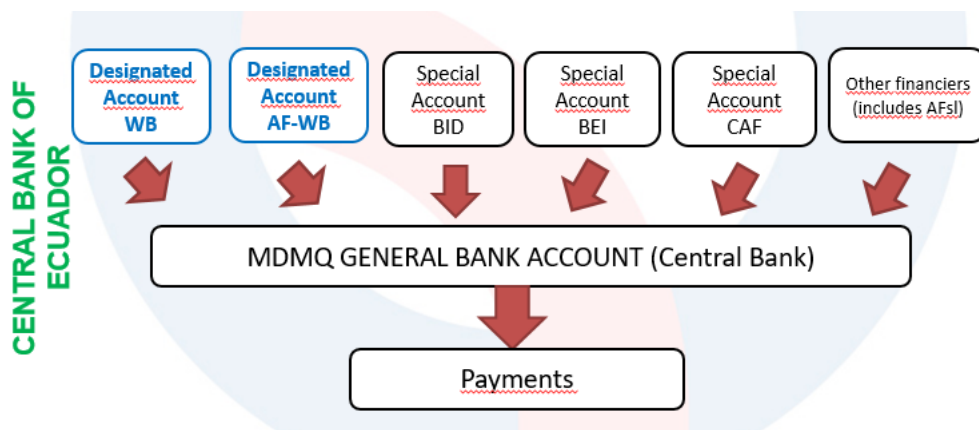 CENTRAL BANK OF
ECUADOR
Designated
Account
WB
Designated
Account
AF-WB
Special
Account
BID
Special
Account
BEI
Special
Account
CAF
Other financiers
(includes AFsl)
MDMQ GENERAL BANK ACCOUNT (Central Bank)
Payments